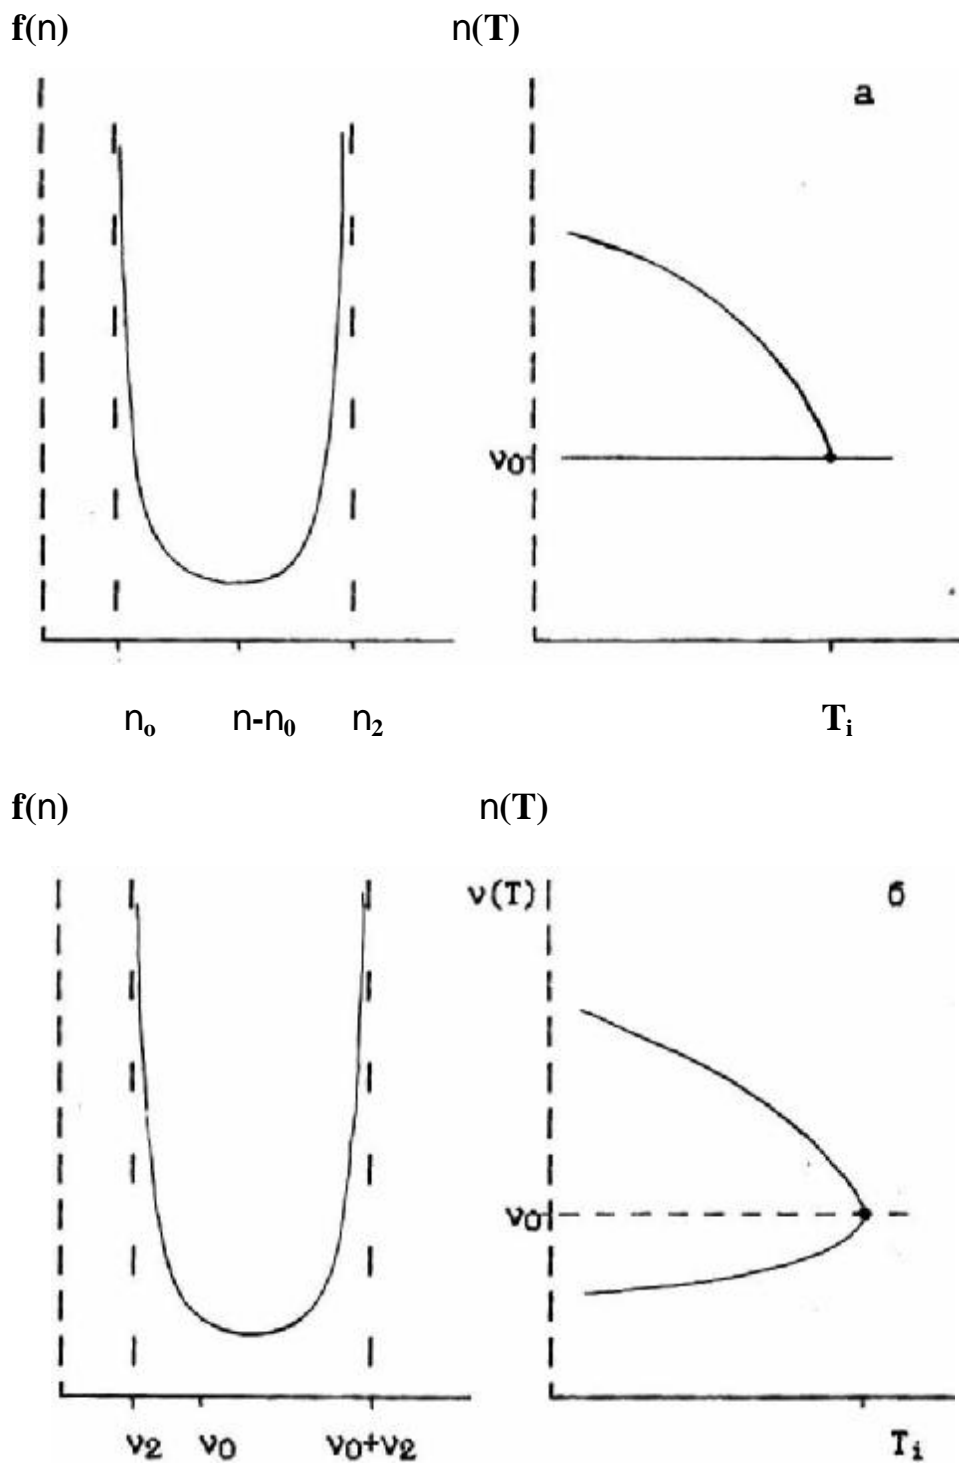 f(n) n(T)
а
ν0
n₀ n-n₀ n₂ Tᵢ
f(n) n(T)
ν(T) б
ν0
ν2 ν0 ν0+ν2 Tᵢ